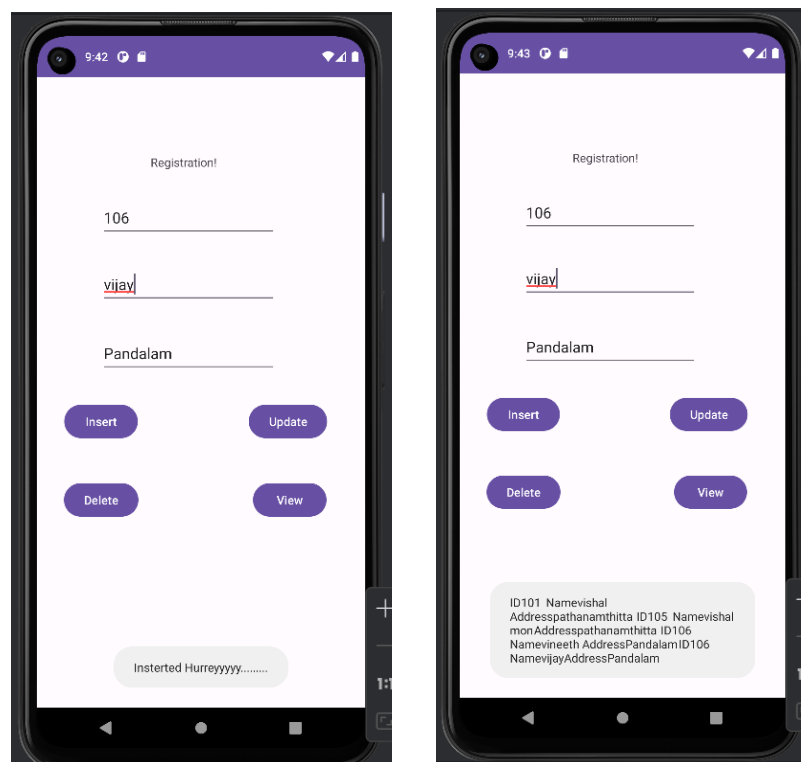 9:42
Registration!
106
vijay
Pandalam
Insert Update
Delete View
Insterted Hurreyyyyy.........
9:43
Registration!
106
vijay
Pandalam
Insert Update
Delete View
ID101 Namevishal
Addresspathanamthitta ID105 Namevishal
monAddresspathanamthitta ID106
Namevineeth AddressPandalamID106
NamevijayAddressPandalam